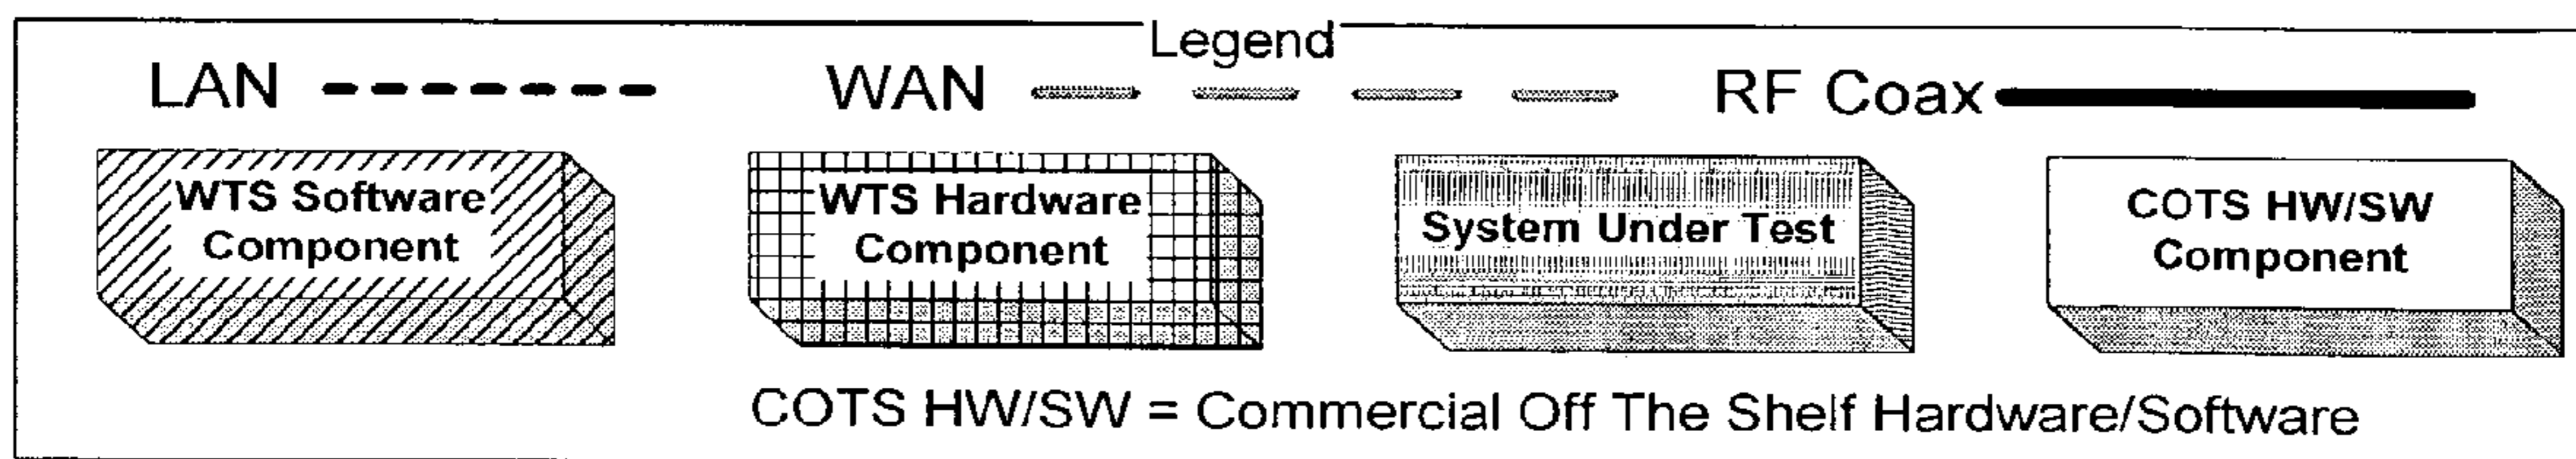 Legend
LAN WAN RF Coax
WTS Software
Component
WTS Hardware
Component
System Under Test
COTS HW/SW
Component
COTS HW/SW = Commercial Off The Shelf Hardware/Software